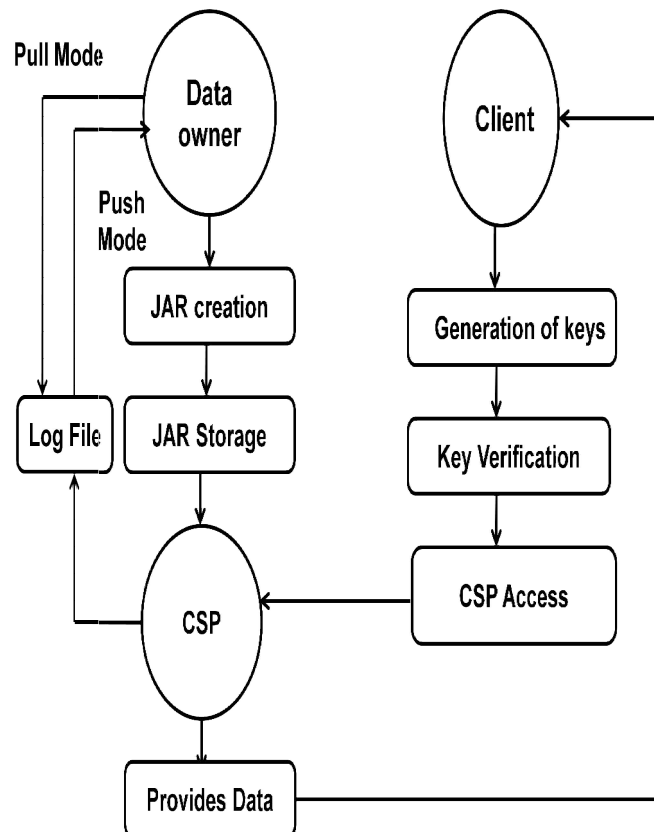 Pull Mode
Data
owner
Client
Push
Mode
JAR creation
Generation of keys
Log File
JAR Storage
Key Verification
CSP
CSP Access
Provides Data